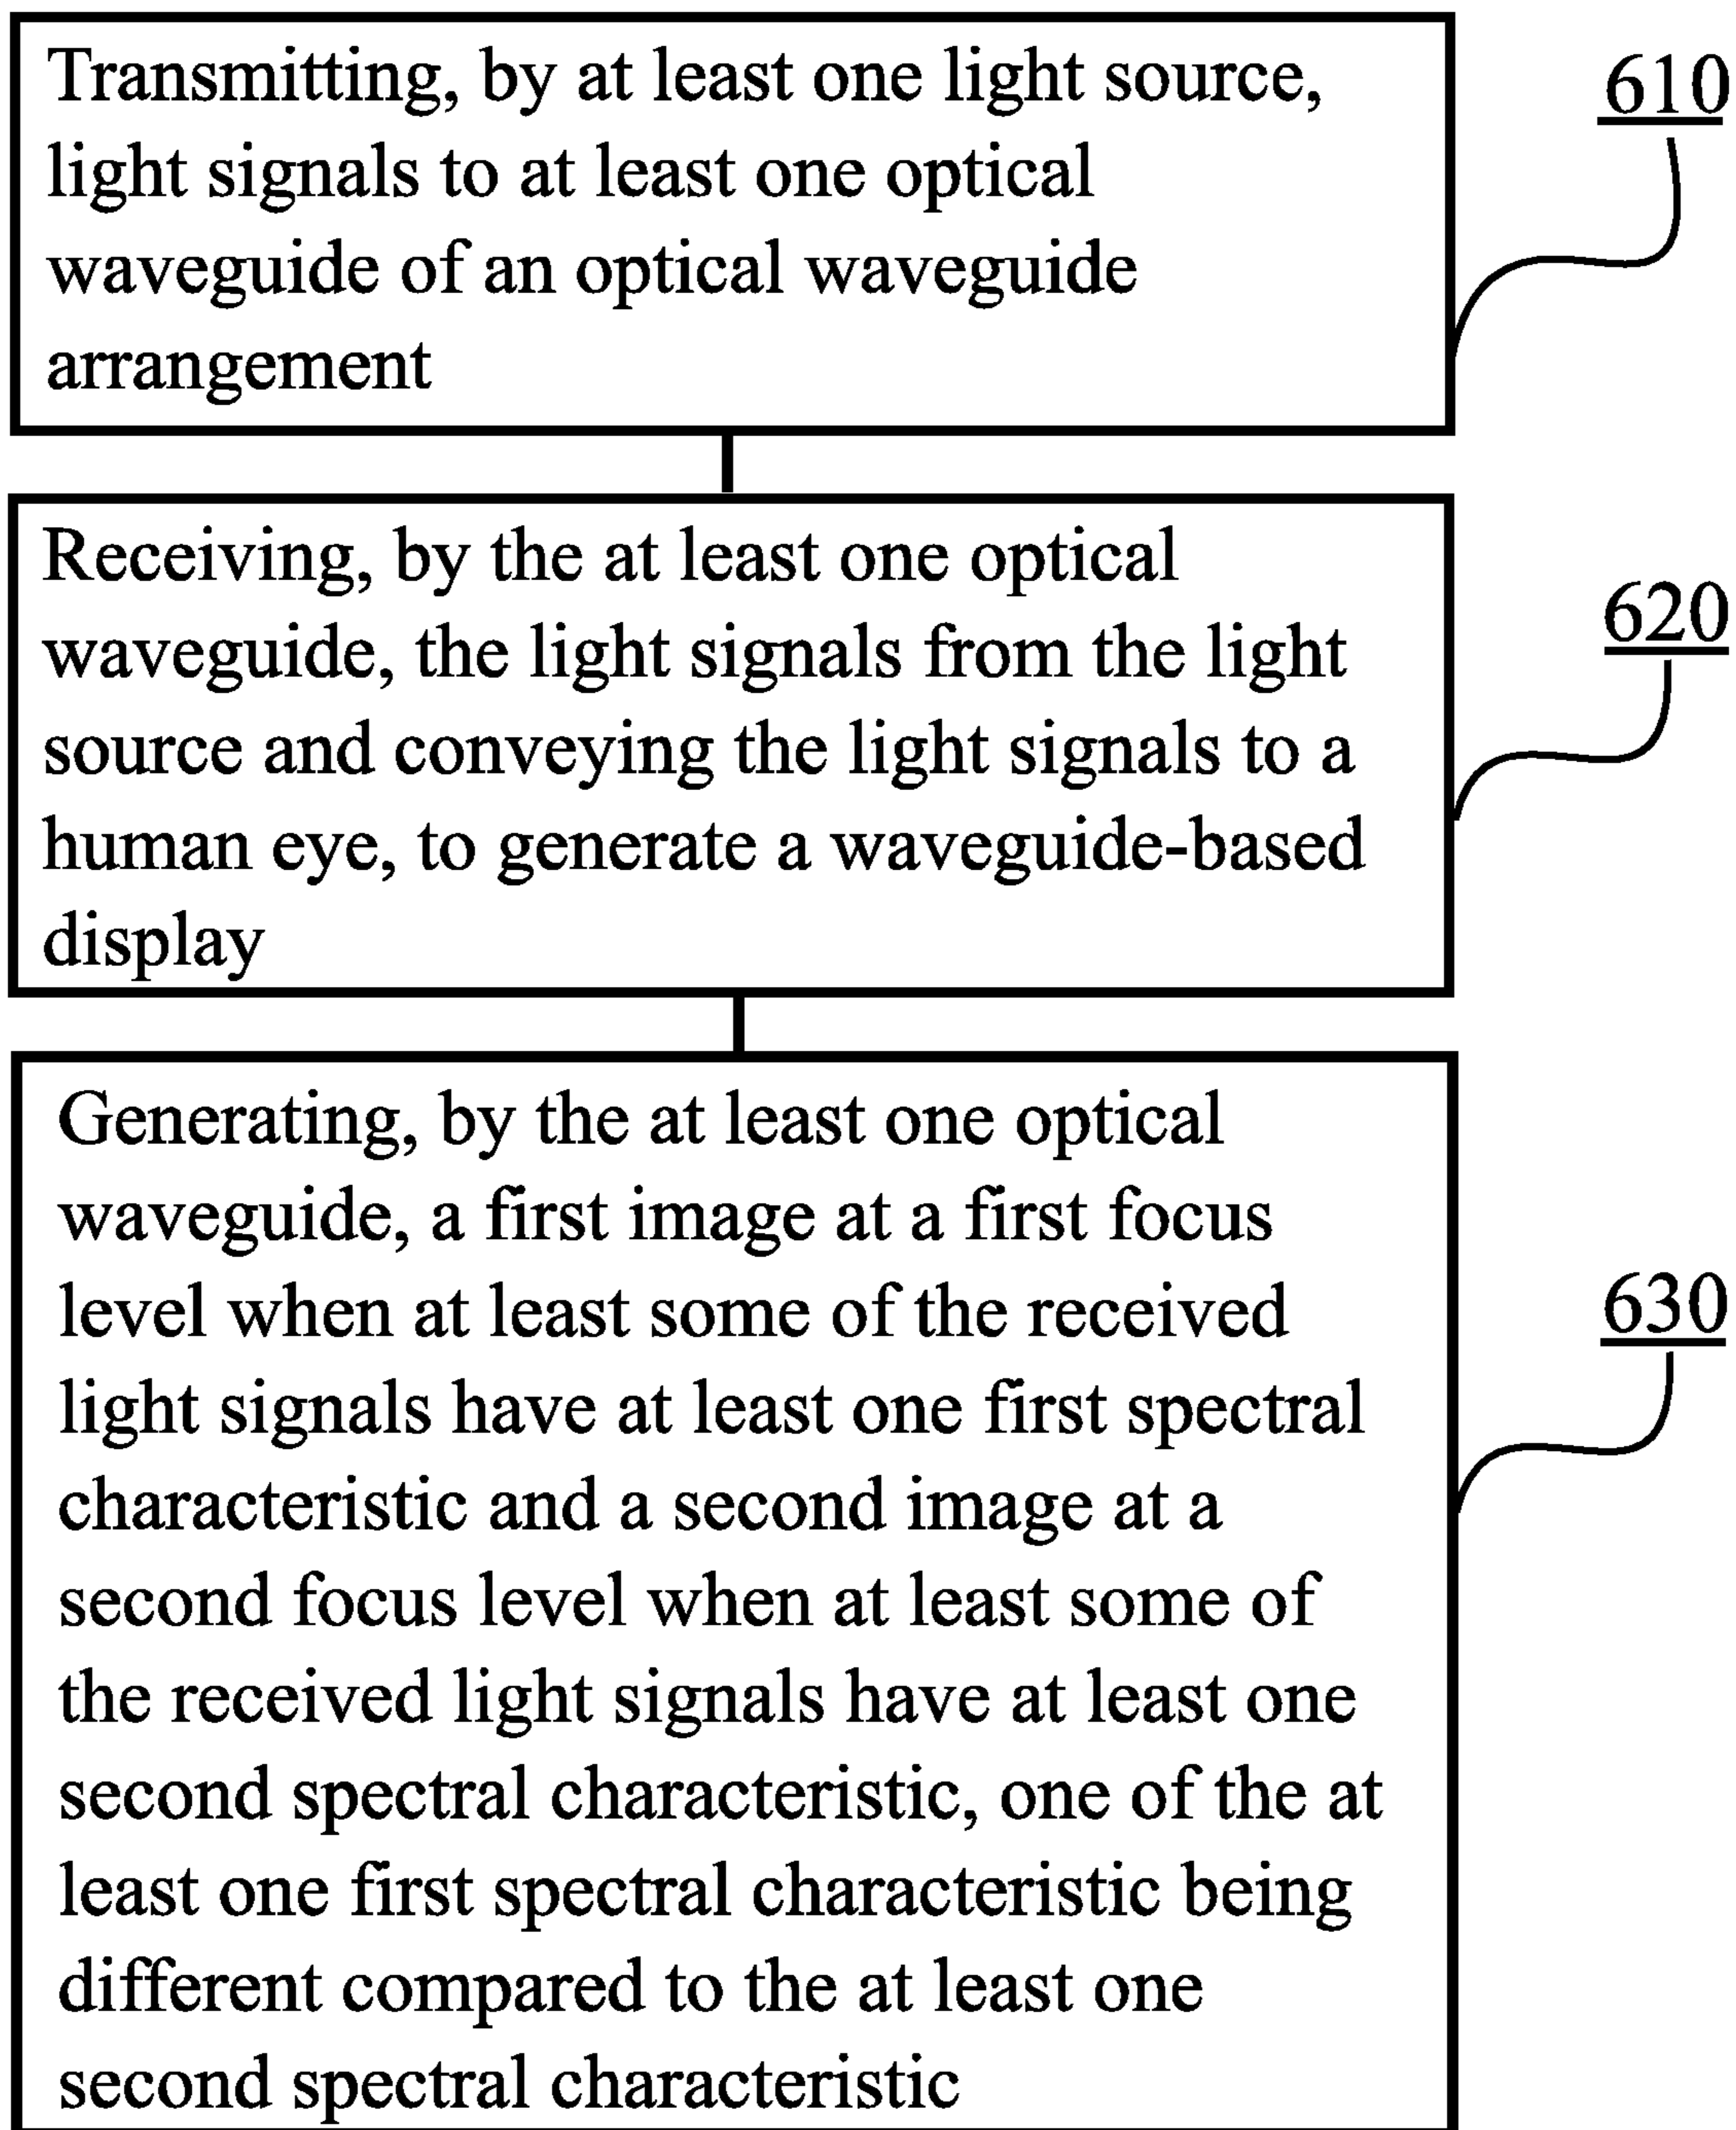 Transmitting, by at least one light source,
light signals to at least one optical
waveguide of an optical waveguide
arrangement
610
Receiving, by the at least one optical
waveguide, the light signals from the light
source and conveying the light signals to a
human eye, to generate a waveguide-based
display
620
Generating, by the at least one optical
waveguide, a first image at a first focus
level when at least some of the received
light signals have at least one first spectral
characteristic and a second image at a
second focus level when at least some of
the received light signals have at least one
second spectral characteristic, one of the at
least one first spectral characteristic being
different compared to the at least one
second spectral characteristic
630